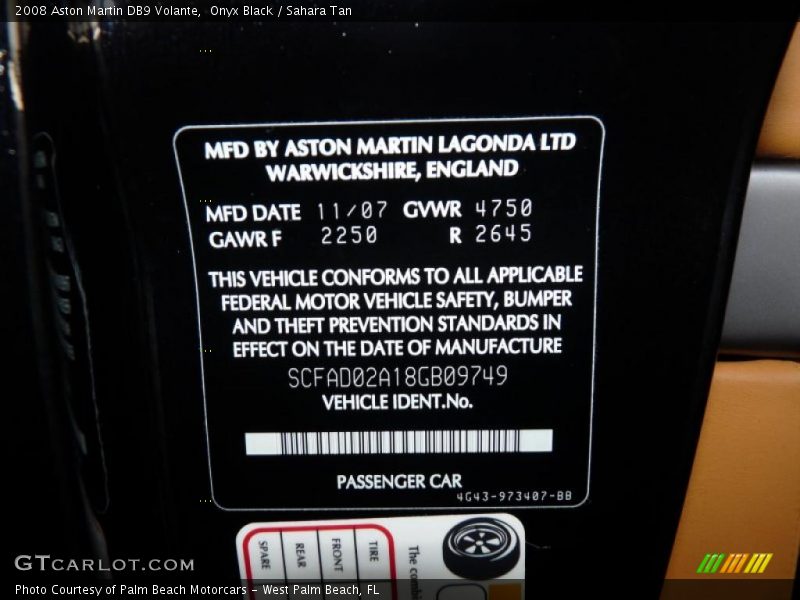 2008 Aston Martin DB9 Volante,  Onyx Black / Sahara Tan
MFD BY ASTON MARTIN LAGONDA LTD
WARWICKSHIRE, ENGLAND
MFD DATE 11/07 GVWR 4750
GAWR F 2250 R 2645
THIS VEHICLE CONFORMS TO ALL APPLICABLE
FEDERAL MOTOR VEHICLE SAFETY, BUMPER
AND THEFT PREVENTION STANDARDS IN
EFFECT ON THE DATE OF MANUFACTURE
SCFAD02A18GB09749
VEHICLE IDENT.No.
PASSENGER CAR
4G43-973407-BB
TIRE
FRONT
REAR
SPARE
The
GTCARLOT.COM
Photo Courtesy of Palm Beach Motorcars - West Palm Beach, FL